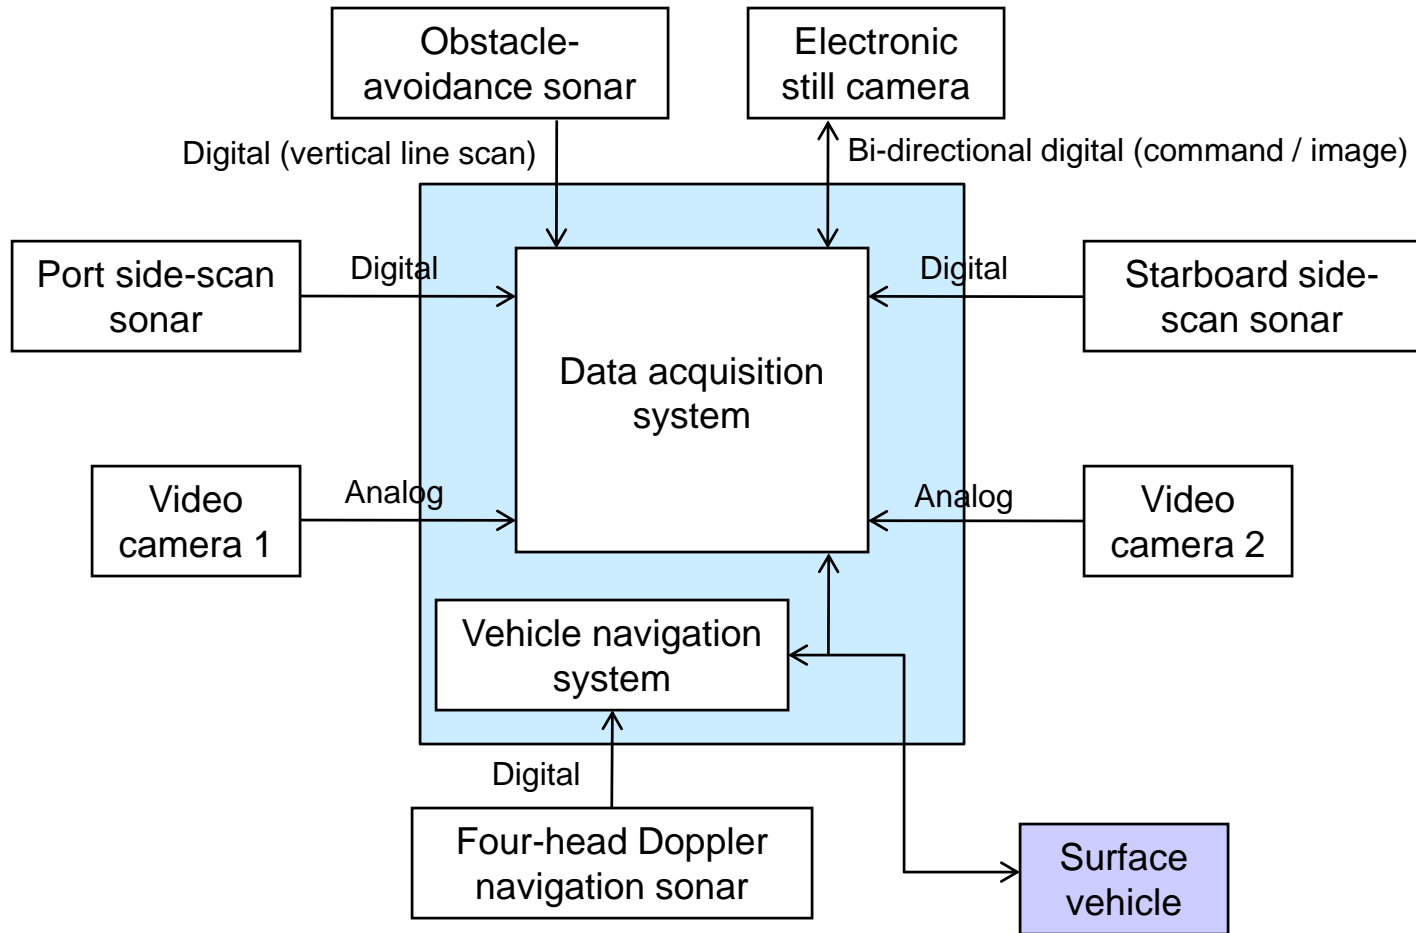 Obstacle-
avoidance sonar
Electronic
still camera
Digital (vertical line scan)
Bi-directional digital (command / image)
Port side-scan
sonar
Digital
Digital
Starboard side-
scan sonar
Data acquisition
system
Video
camera 1
Analog
Analog
Video
camera 2
Vehicle navigation
system
Digital
Four-head Doppler
navigation sonar
Surface
vehicle